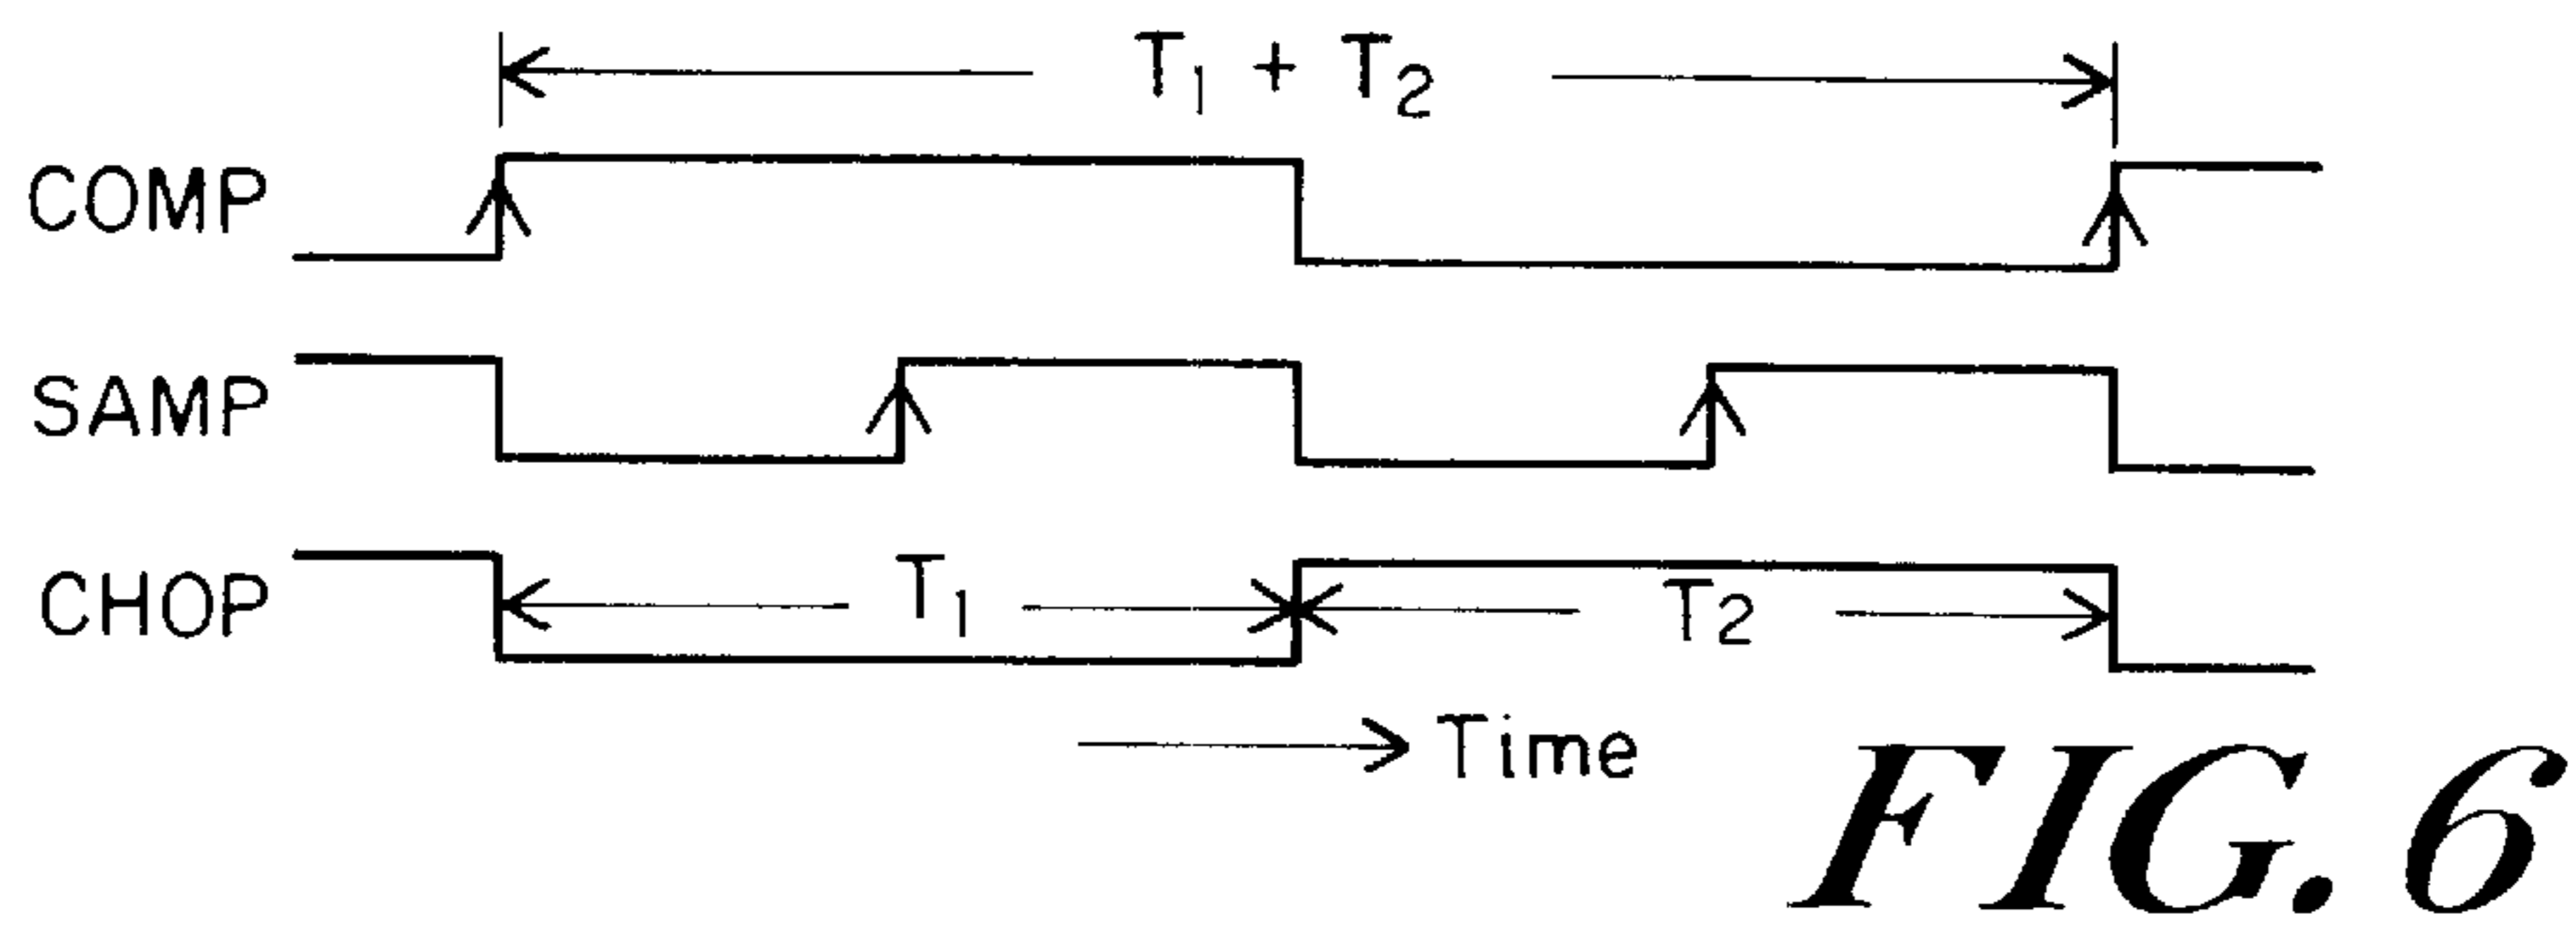 T₁ + T₂
COMP
SAMP
CHOP
T₁
T₂
Time
FIG. 6